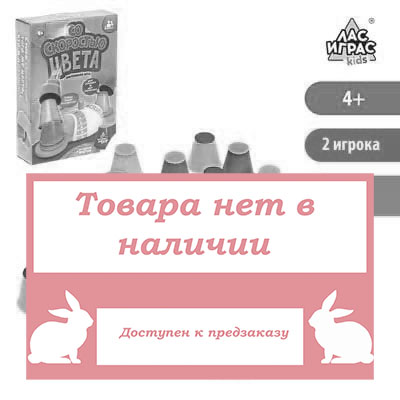 СО
СКОРОСТЬЮ
ЦВЕТА
ЛАС
ИГРАС
kids
®
4+
2 игрока
Товара нет в
наличии
Доступен к предзаказу